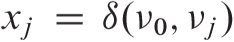 x_j = δ(ν_0, ν_j)